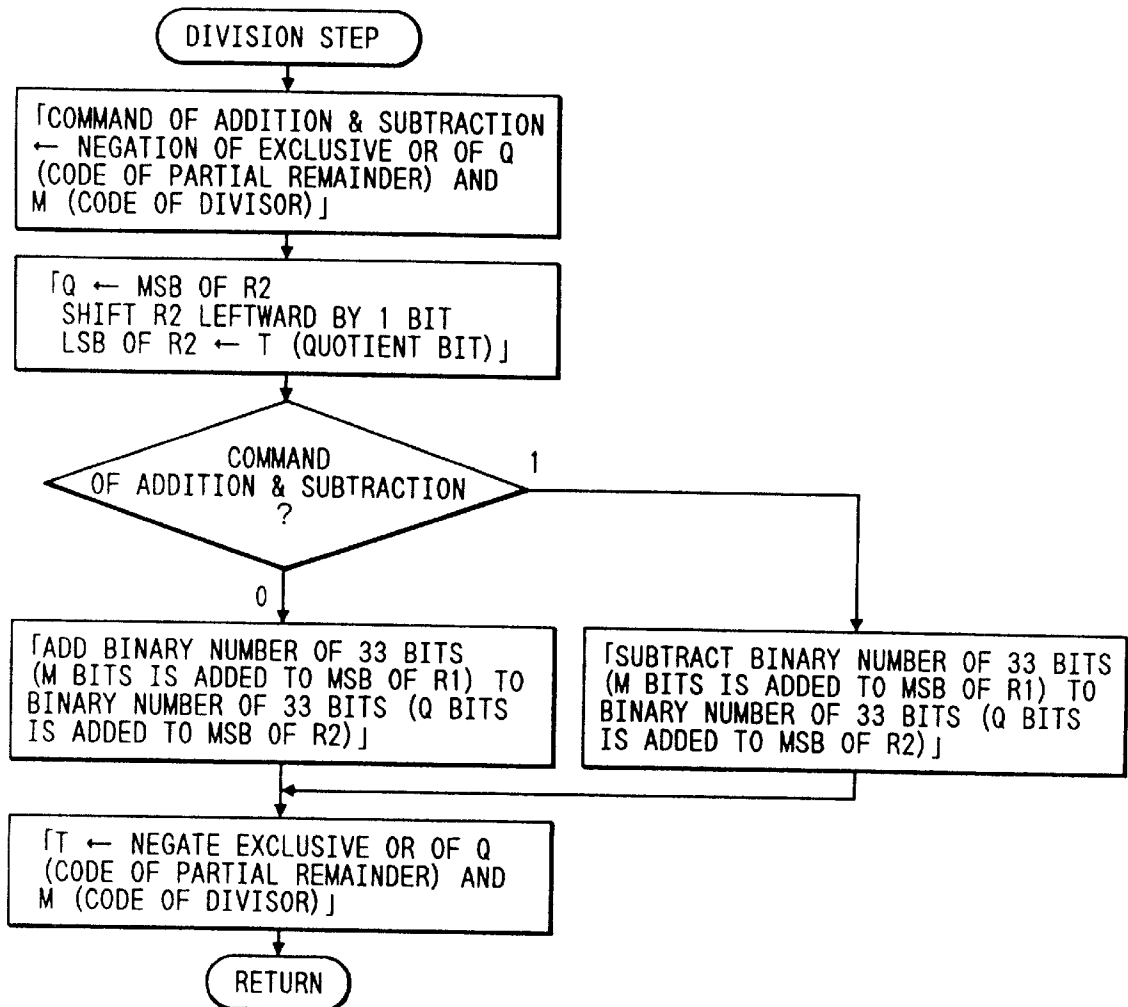 DIVISION STEP
「COMMAND OF ADDITION & SUBTRACTION
← NEGATION OF EXCLUSIVE OR OF Q
(CODE OF PARTIAL REMAINDER) AND
M (CODE OF DIVISOR)」
「Q ← MSB OF R2
SHIFT R2 LEFTWARD BY 1 BIT
LSB OF R2 ← T (QUOTIENT BIT)」
COMMAND
OF ADDITION & SUBTRACTION
?
1
0
「ADD BINARY NUMBER OF 33 BITS
(M BITS IS ADDED TO MSB OF R1) TO
BINARY NUMBER OF 33 BITS (Q BITS
IS ADDED TO MSB OF R2)」
「SUBTRACT BINARY NUMBER OF 33 BITS
(M BITS IS ADDED TO MSB OF R1) TO
BINARY NUMBER OF 33 BITS (Q BITS
IS ADDED TO MSB OF R2)」
「T ← NEGATE EXCLUSIVE OR OF Q
(CODE OF PARTIAL REMAINDER) AND
M (CODE OF DIVISOR)」
RETURN